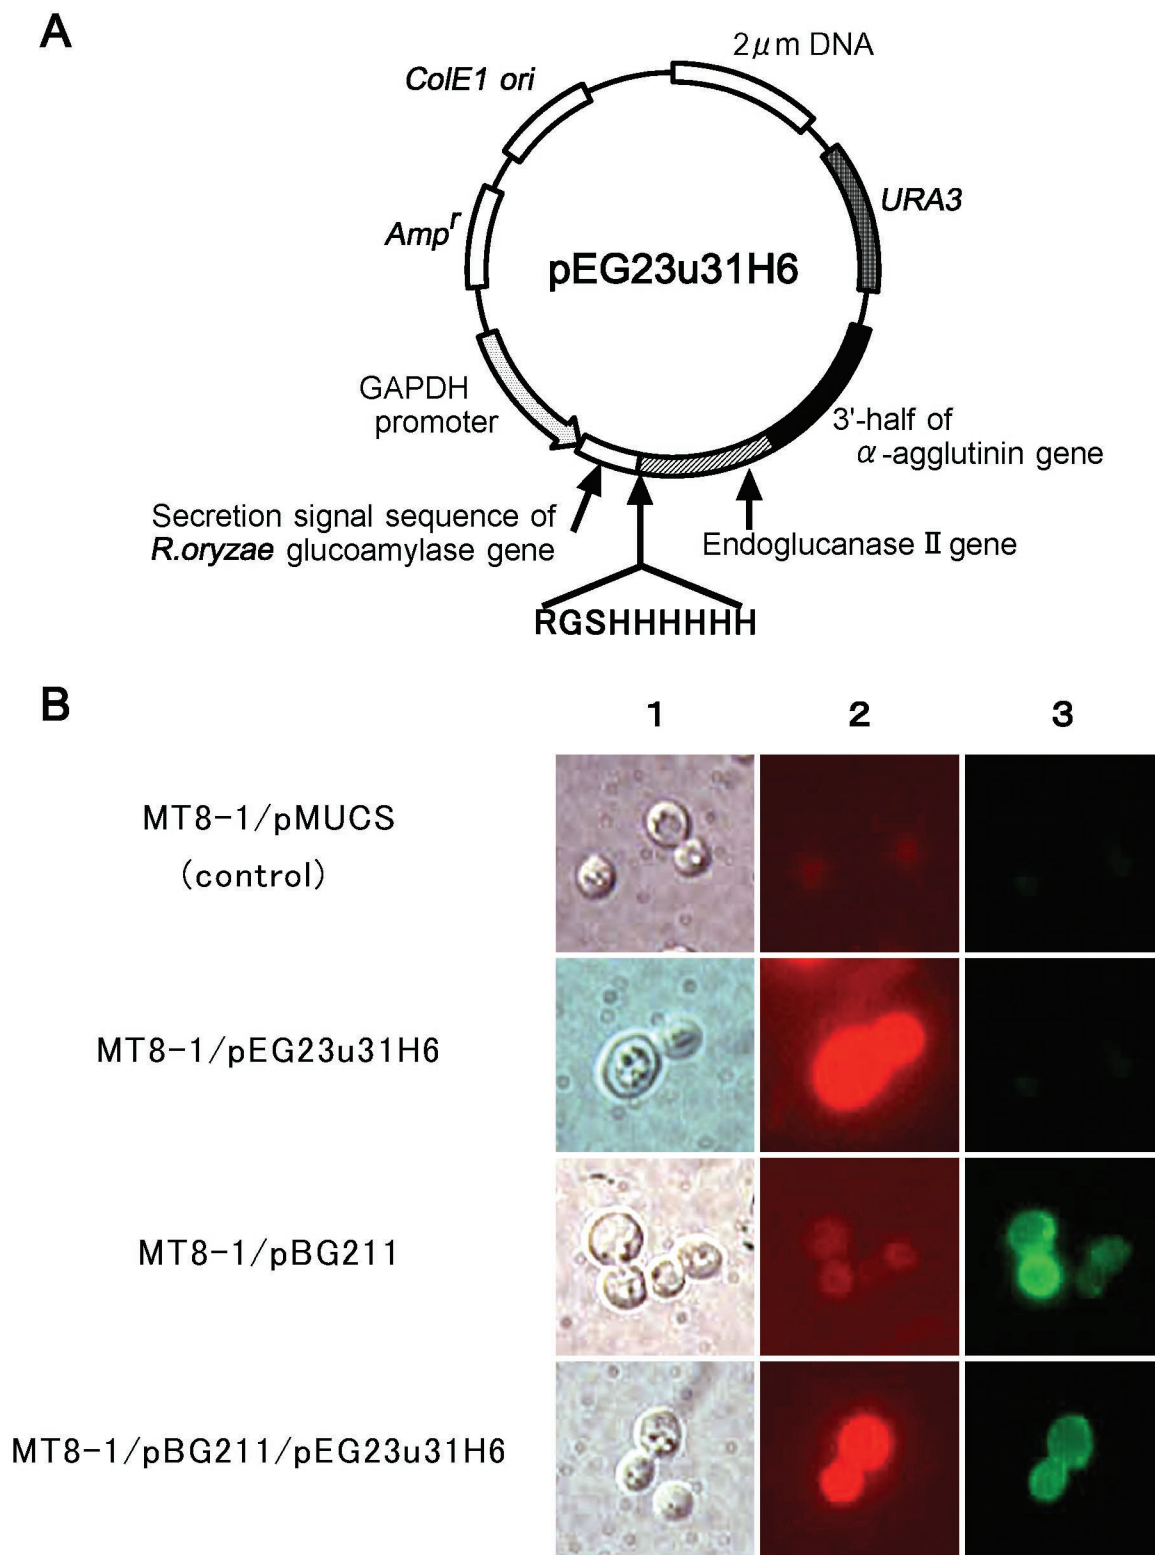 A
2μm DNA
ColE1 ori
URA3
Ampʳ
pEG23u31H6
GAPDH
promoter
3'-half of
α-agglutinin gene
Secretion signal sequence of
R.oryzae glucoamylase gene
Endoglucanase Ⅱ gene
RGSHHHHHH
B
1 2 3
MT8-1/pMUCS
(control)
MT8-1/pEG23u31H6
MT8-1/pBG211
MT8-1/pBG211/pEG23u31H6